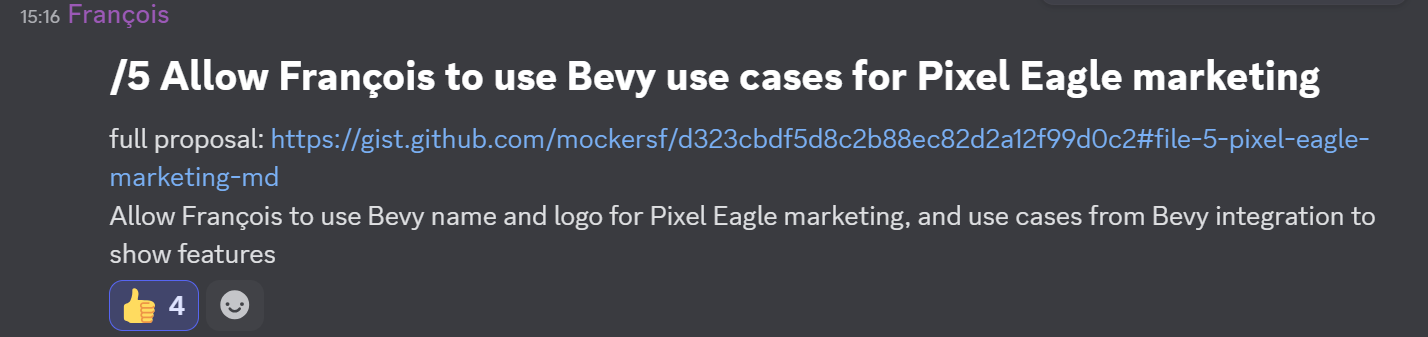 15:16 François
/5 Allow François to use Bevy use cases for Pixel Eagle marketing
full proposal: https://gist.github.com/mockersf/d323cbdf5d8c2b88ec82d2a12f99d0c2#file-5-pixel-eagle-
marketing-md
Allow François to use Bevy name and logo for Pixel Eagle marketing, and use cases from Bevy integration to
show features
4